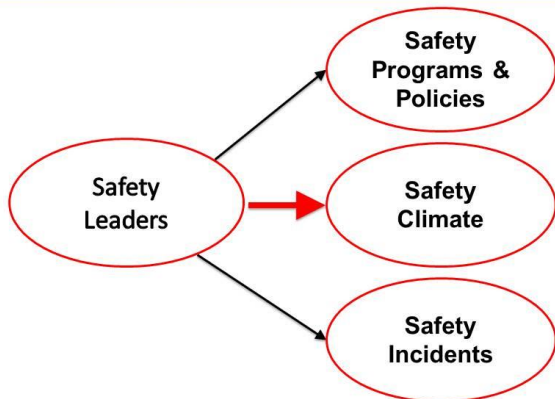 Safety
Programs &
Policies
Safety
Leaders
Safety
Climate
Safety
Incidents